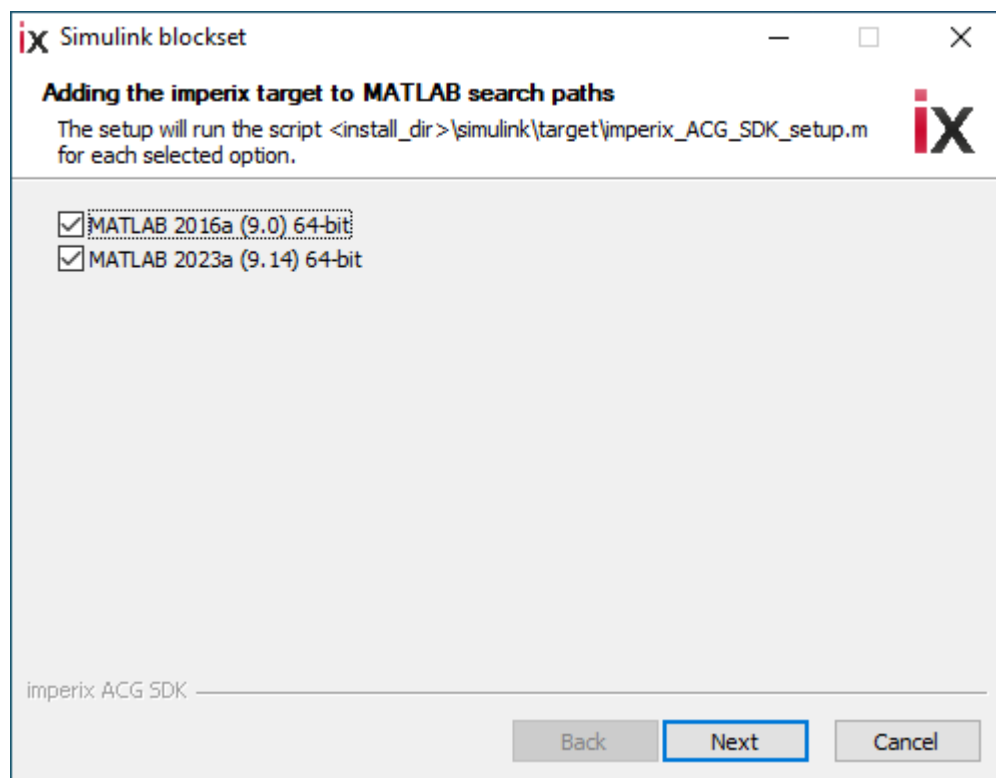 ix Simulink blockset
Adding the imperix target to MATLAB search paths
The setup will run the script <install_dir>\simulink\target\imperix_ACG_SDK_setup.m
for each selected option.
ix
MATLAB 2016a (9.0) 64-bit
MATLAB 2023a (9.14) 64-bit
imperix ACG SDK
Back
Next
Cancel